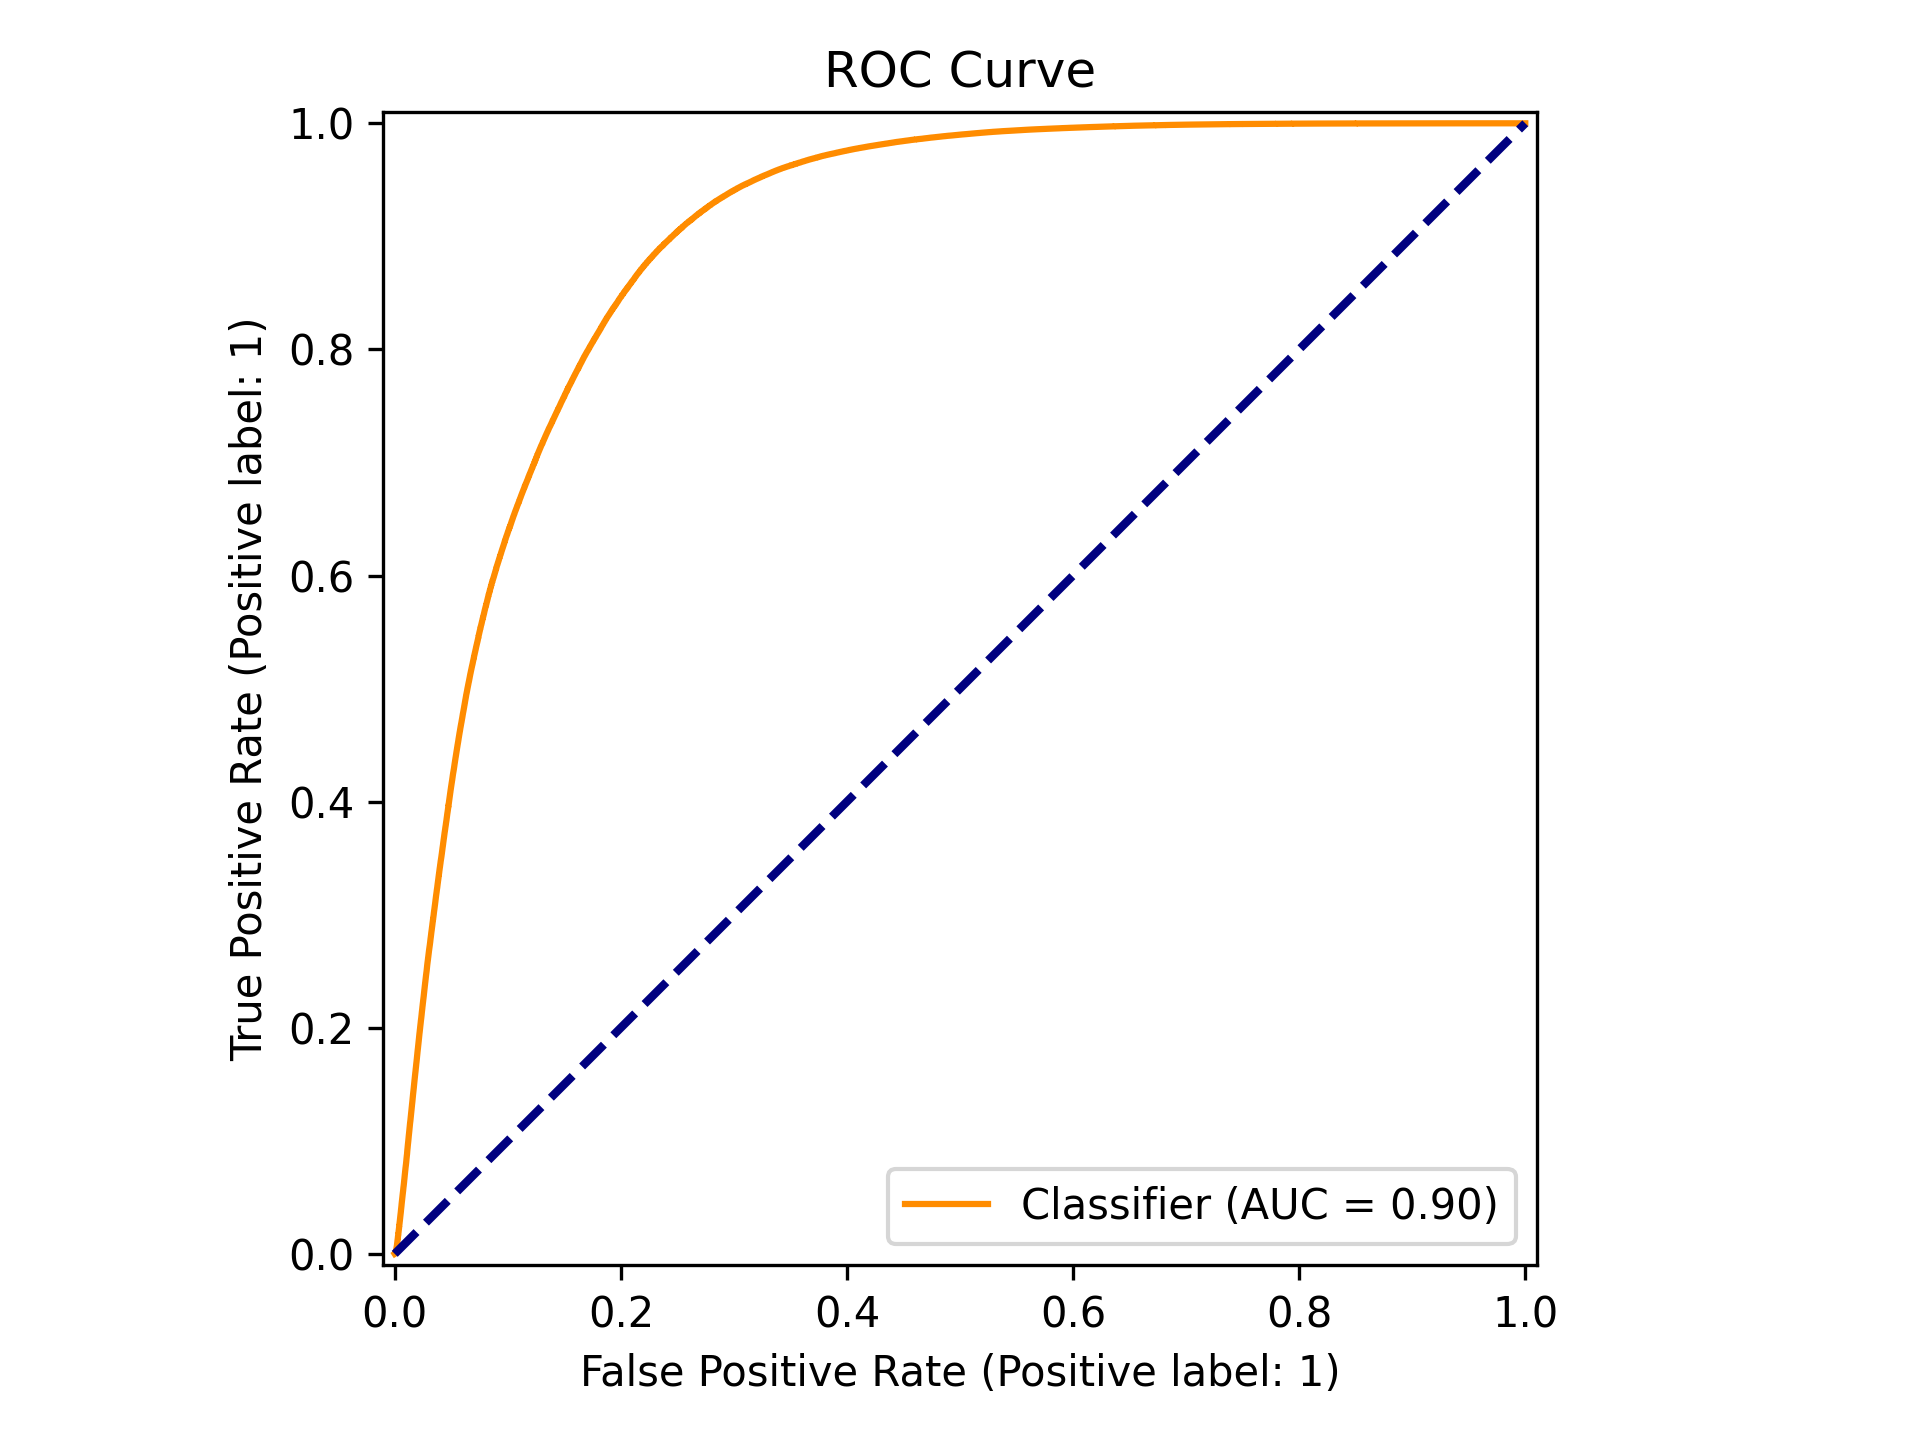 ROC Curve
1.0
0.8
0.6
0.4
0.2
0.0
True Positive Rate (Positive label: 1)
Classifier (AUC = 0.90)
0.0 0.2 0.4 0.6 0.8 1.0
False Positive Rate (Positive label: 1)